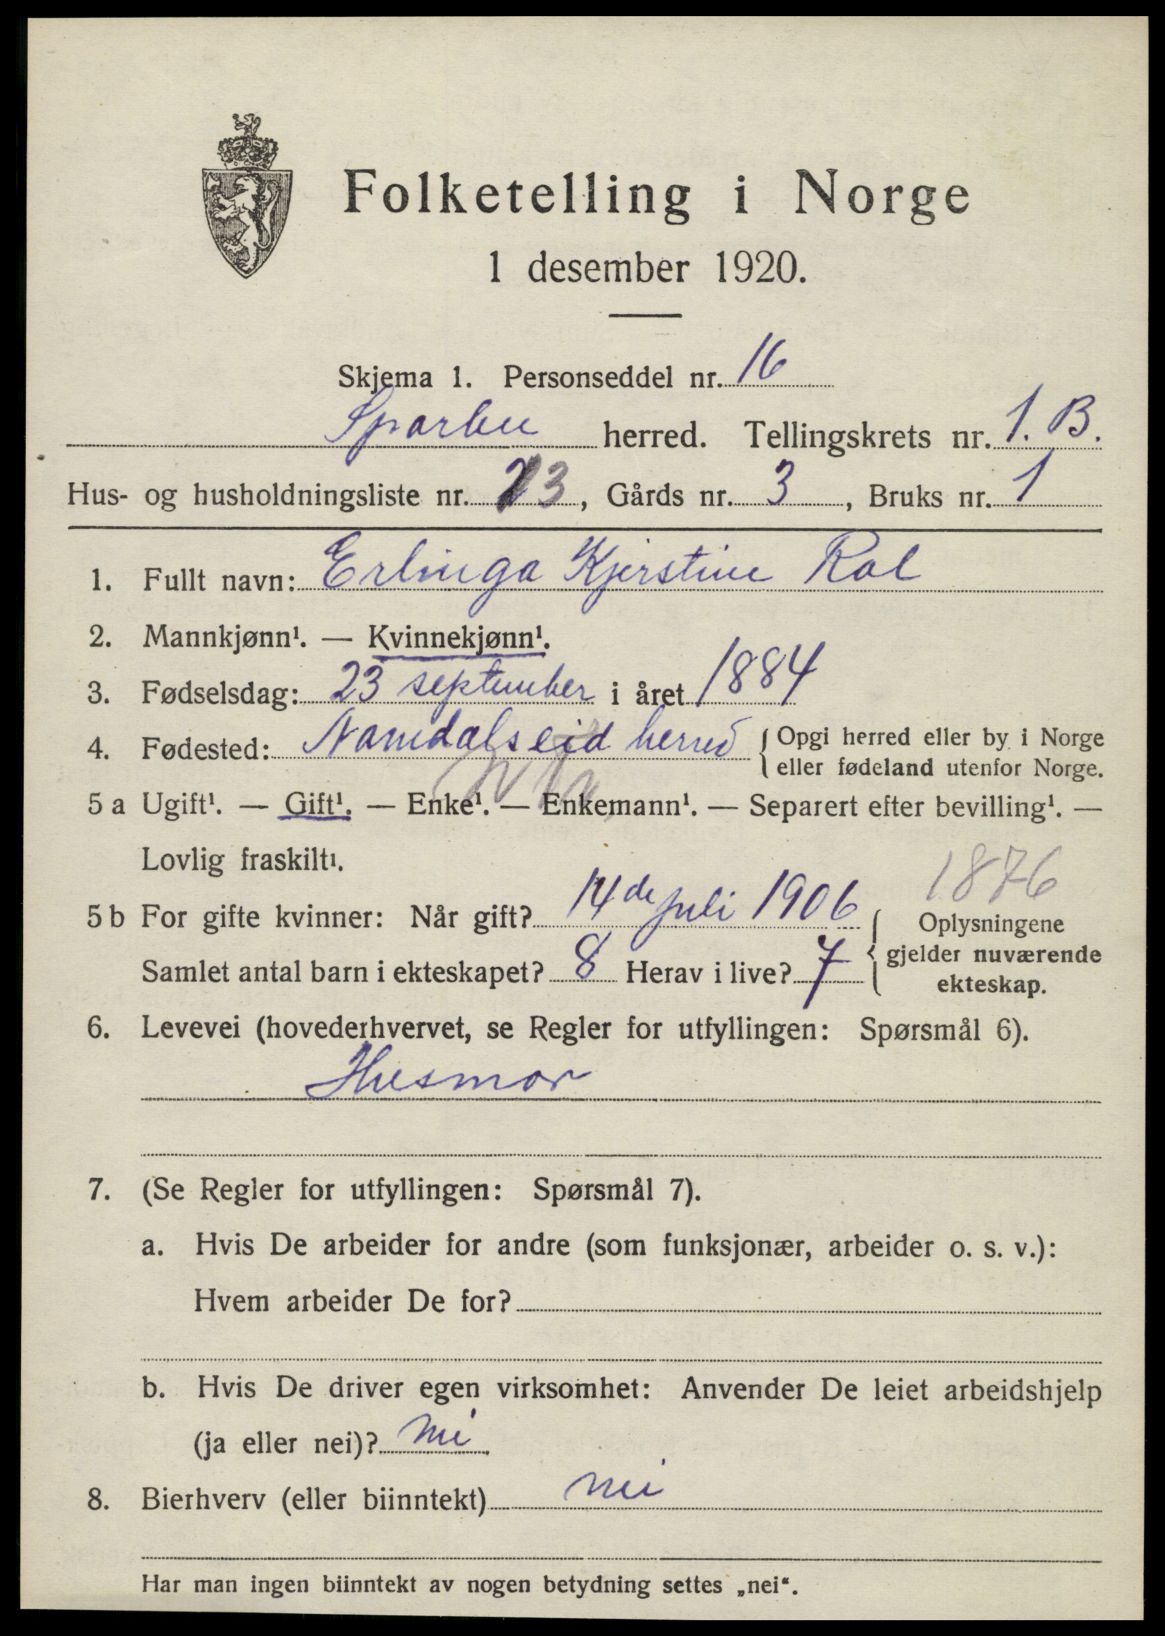 Folketelling i Norge
1 desember 1920.
Skjema 1. Personseddel nr. 16
Sparbu herred. Tellingskrets nr. 1. B.
Hus- og husholdningsliste nr. 23, Gårds nr. 3, Bruks nr. 1
1. Fullt navn: Erlinga Kjerstine Rol
2. Mannkjønn¹. — Kvinnekjønn¹.
3. Fødselsdag: 23 september i året 1884
4. Fødested: Namdalseid herred { Opgi herred eller by i Norge
eller fødeland utenfor Norge.
5 a Ugift¹. — Gift¹. — Enke¹. — Enkemann¹. — Separert efter bevilling¹. —
Lovlig fraskilt¹.
1876
5 b For gifte kvinner: Når gift? 14de juli 1906 { Oplysningene
Samlet antal barn i ekteskapet? 8 Herav i live? 7 gjelder nuværende
ekteskap.
6. Levevei (hovederhvervet, se Regler for utfyllingen: Spørsmål 6).
Husmor
7. (Se Regler for utfyllingen: Spørsmål 7).
a. Hvis De arbeider for andre (som funksjonær, arbeider o. s. v.):
Hvem arbeider De for?
b. Hvis De driver egen virksomhet: Anvender De leiet arbeidshjelp
(ja eller nei)? nei
8. Bierhverv (eller biinntekt) nei
Har man ingen biinntekt av nogen betydning settes „nei“.